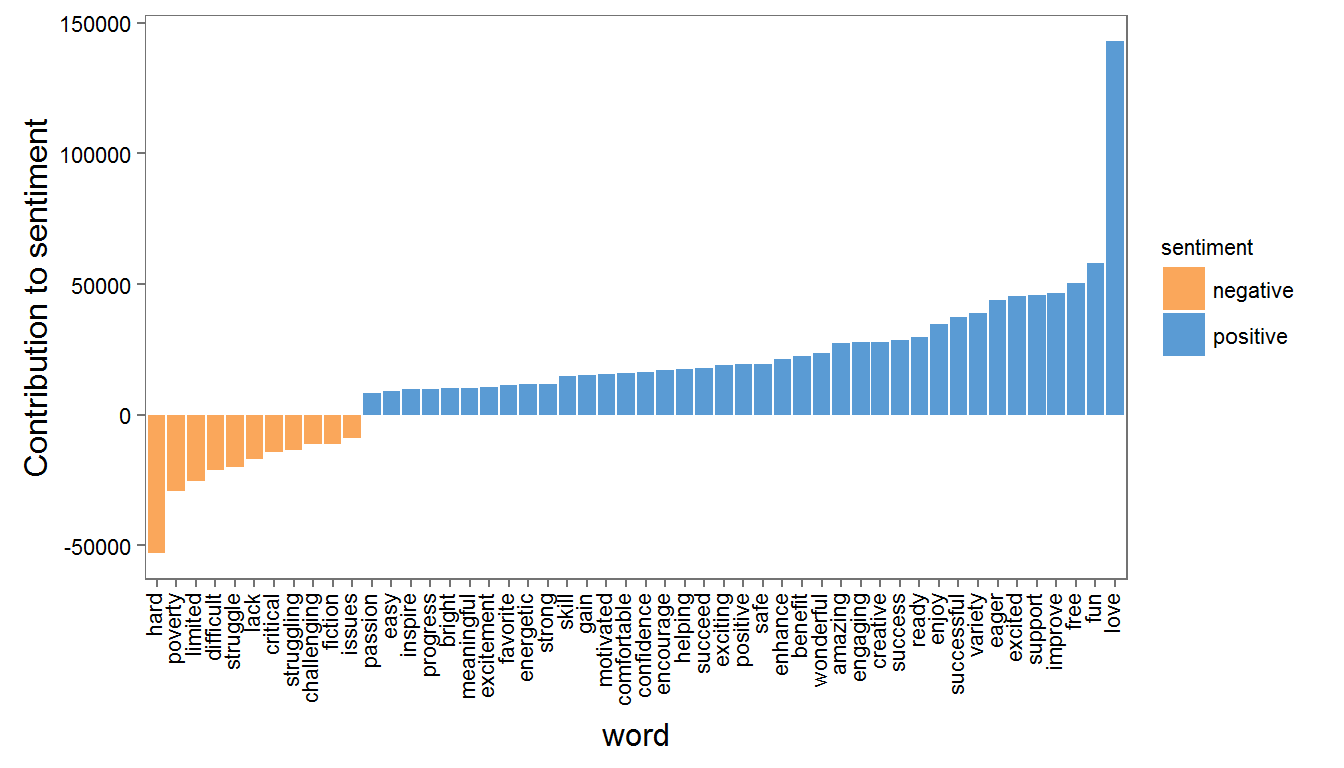 150000
100000
50000
0
-50000
Contribution to sentiment
hard
poverty
limited
difficult
struggle
lack
critical
struggling
challenging
fiction
issues
passion
easy
inspire
progress
bright
meaningful
excitement
favorite
energetic
strong
skill
gain
motivated
comfortable
confidence
encourage
helping
succeed
exciting
positive
safe
enhance
benefit
wonderful
amazing
engaging
creative
success
ready
enjoy
successful
variety
eager
excited
support
improve
free
fun
love
word
sentiment
negative
positive